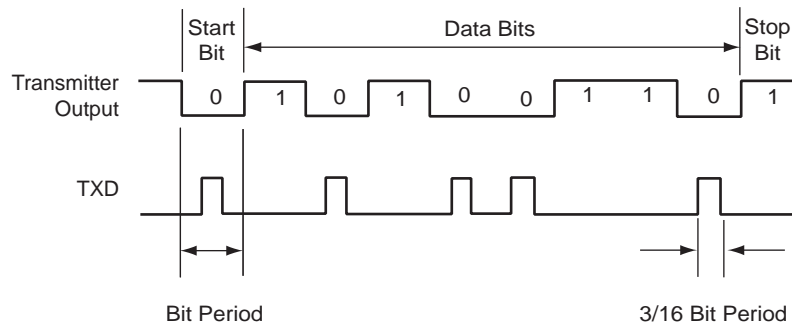 Start
Bit
Data Bits
Stop
Bit
Transmitter
Output
0 1 0 1 0 0 1 1 0 1
TXD
Bit Period
3/16 Bit Period